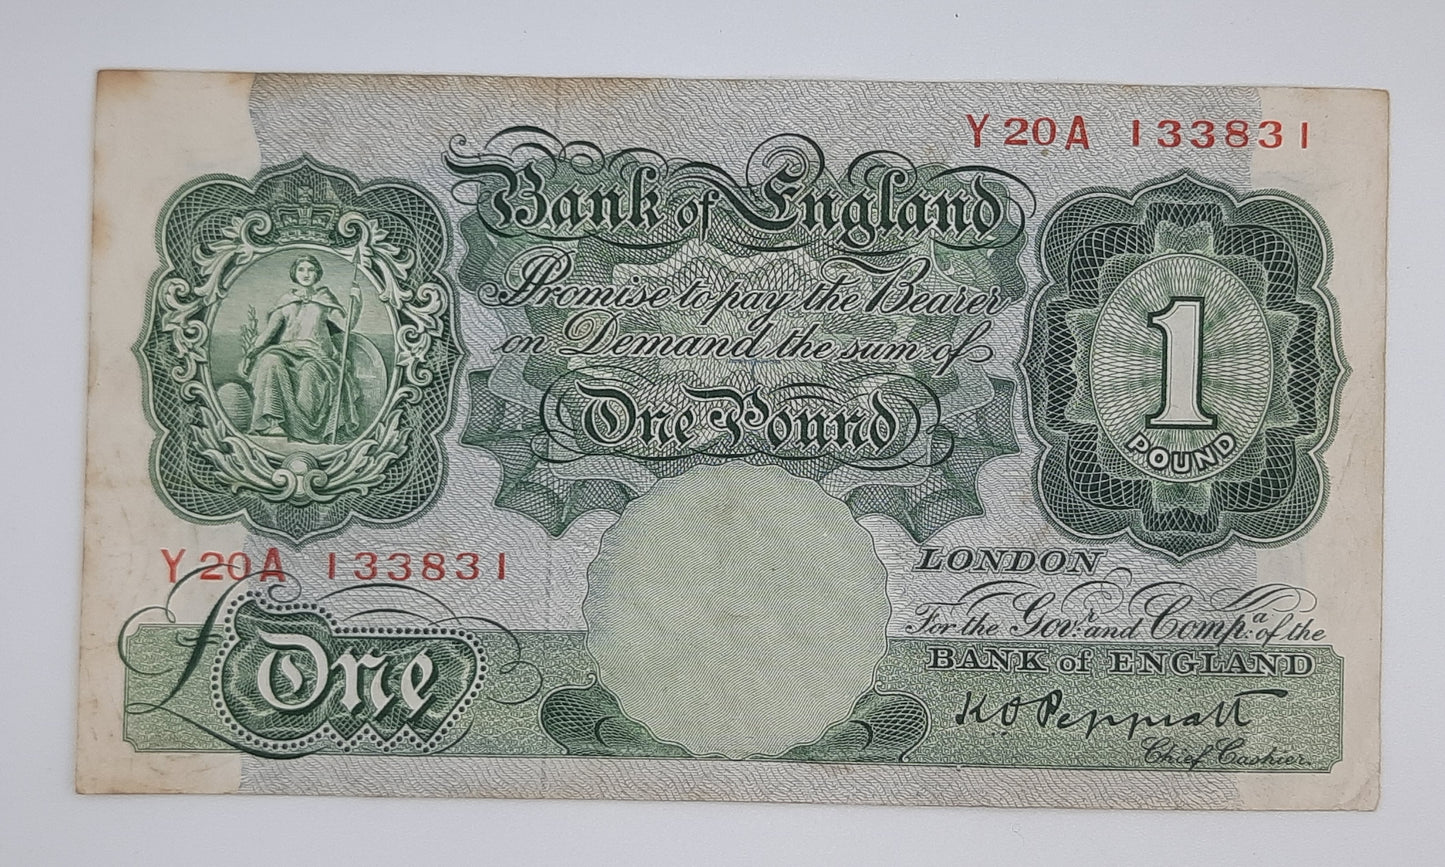 Y20A 133831
Bank of England
Promise to pay the Bearer
on Demand the sum of
One Pound
1
POUND
Y20A 133831
£One
LONDON
For the Govr: and Compa: of the
BANK of ENGLAND
K O Peppiatt
Chief Cashier.